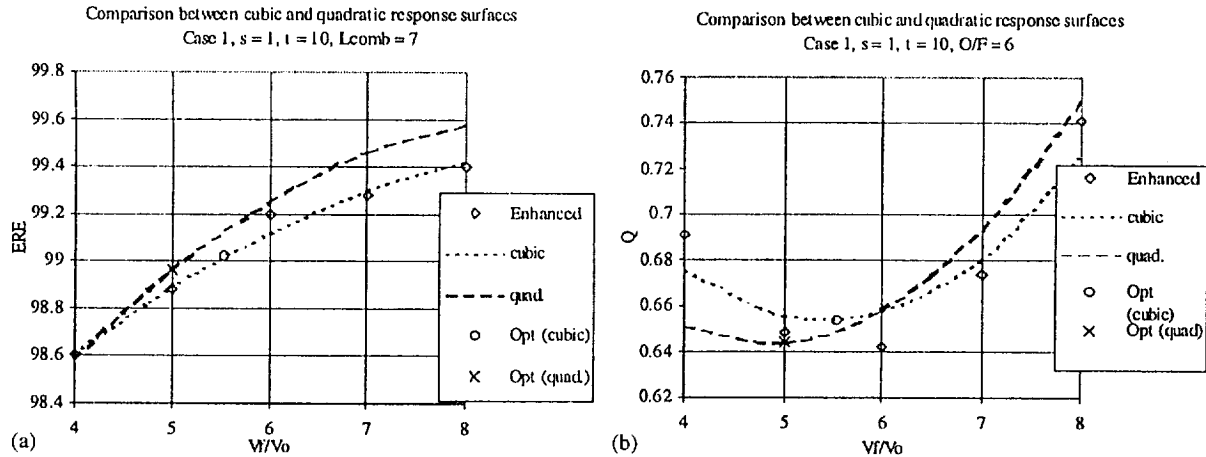 Comparison between cubic and quadratic response surfaces
Case 1, s = 1, t = 10, Lcomb = 7
99.8
99.6
99.4
99.2
99
98.8
98.6
98.4
ERE
4
5
6
7
8
Vf/Vo
Enhanced
cubic
quad.
Opt (cubic)
Opt (quad.)
(a)
Comparison between cubic and quadratic response surfaces
Case 1, s = 1, t = 10, O/F = 6
0.76
0.74
0.72
0.7
0.68
0.66
0.64
0.62
Q
4
5
6
7
8
Vf/Vo
Enhanced
cubic
quad.
Opt
(cubic)
Opt (quad)
(b)